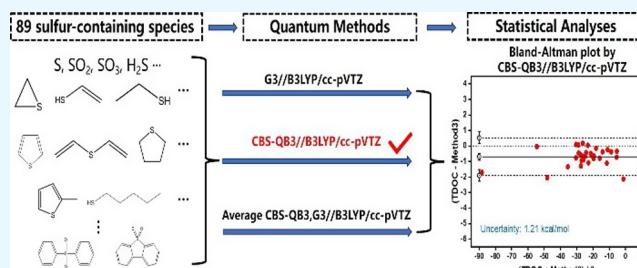 89 sulfur-containing species
Quantum Methods
Statistical Analyses
S, SO2, SO3, H2S ···
S
HS
SH
···
S
S
S
···
S
HS
···
⋮
G3//B3LYP/cc-pVTZ
CBS-QB3//B3LYP/cc-pVTZ
Average CBS-QB3,G3//B3LYP/cc-pVTZ
Bland-Altman plot by
CBS-QB3//B3LYP/cc-pVTZ
(TDOC - Method3)
4
3
2
1
0
-1
-2
-3
-4
-5
-6
Uncertainty: 1.21 kcal/mol
-90 -80 -70 -60 -50 -40 -30 -20 -10 0